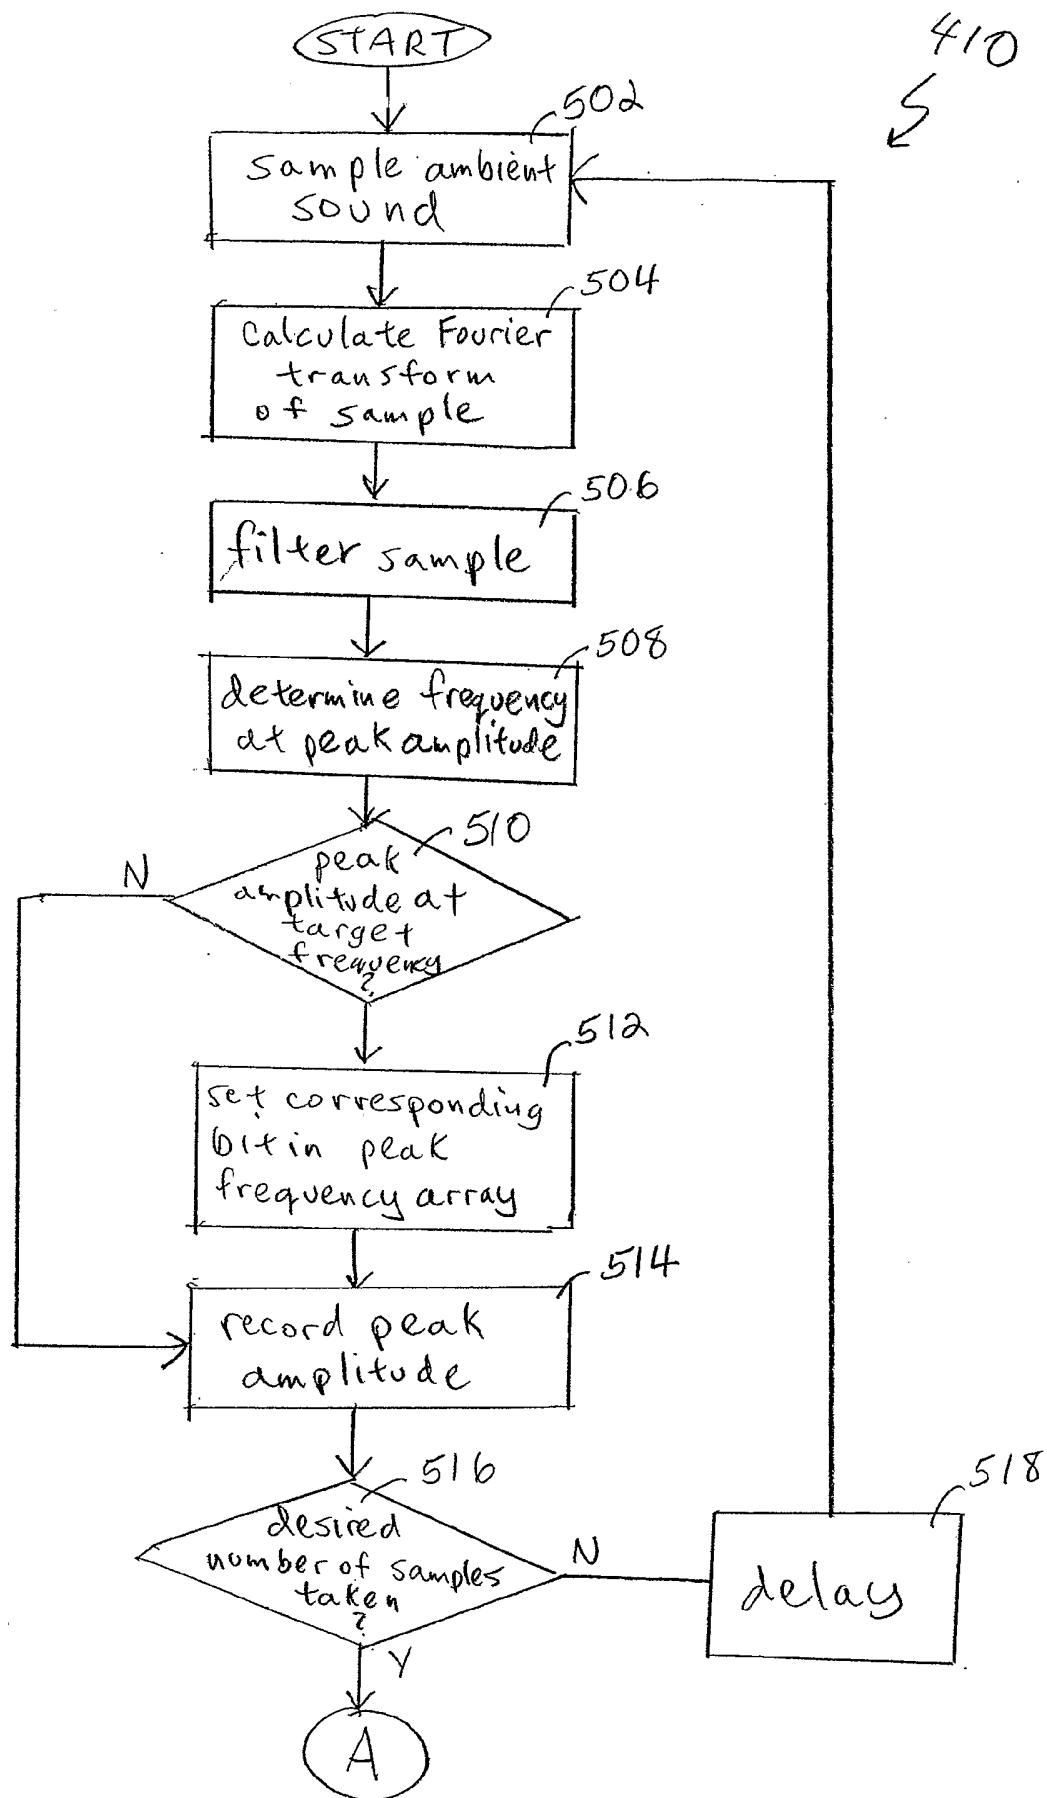 START
410
502
sample ambient
sound
504
Calculate Fourier
transform
of sample
506
filter sample
508
determine frequency
at peak amplitude
510
N
peak
amplitude at
target
frequency
?
512
set corresponding
bit in peak
frequency array
514
record peak
amplitude
516
desired
number of samples
taken
?
N
518
delay
Y
A